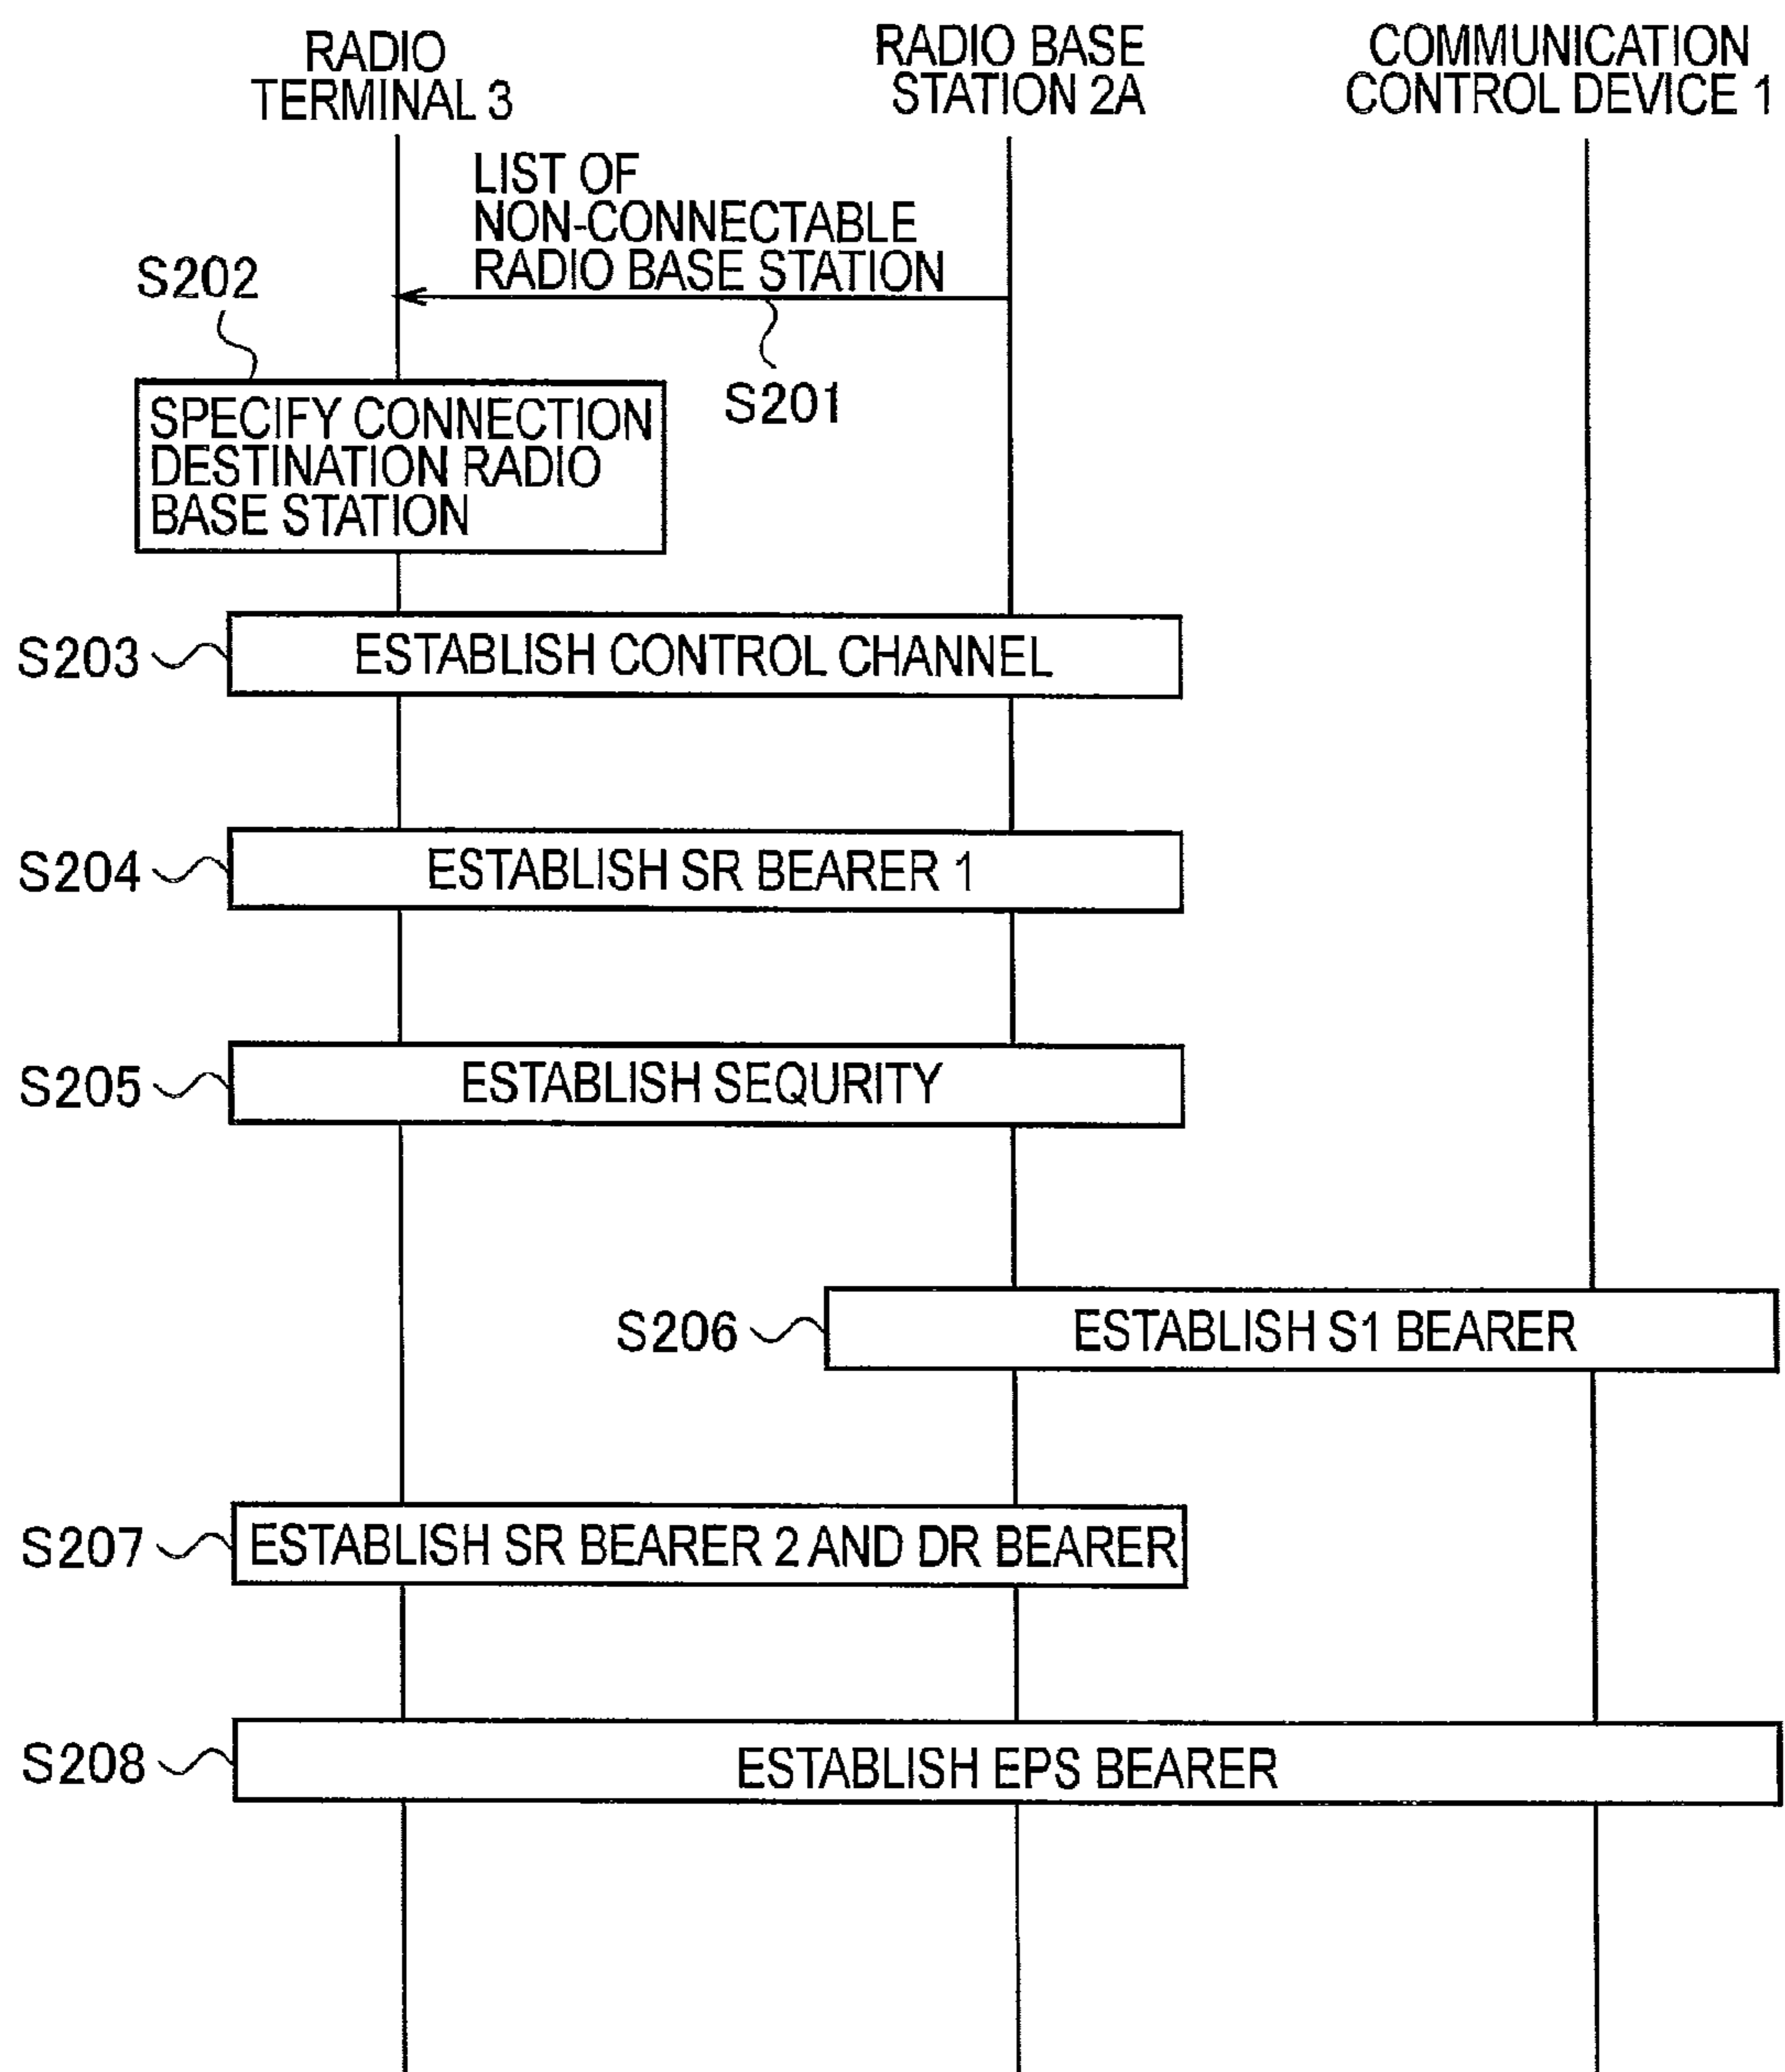 RADIO
TERMINAL 3
RADIO BASE
STATION 2A
COMMUNICATION
CONTROL DEVICE 1
LIST OF
NON-CONNECTABLE
RADIO BASE STATION
S202
S201
SPECIFY CONNECTION
DESTINATION RADIO
BASE STATION
S203
ESTABLISH CONTROL CHANNEL
S204
ESTABLISH SR BEARER 1
S205
ESTABLISH SEQURITY
S206
ESTABLISH S1 BEARER
S207
ESTABLISH SR BEARER 2 AND DR BEARER
S208
ESTABLISH EPS BEARER